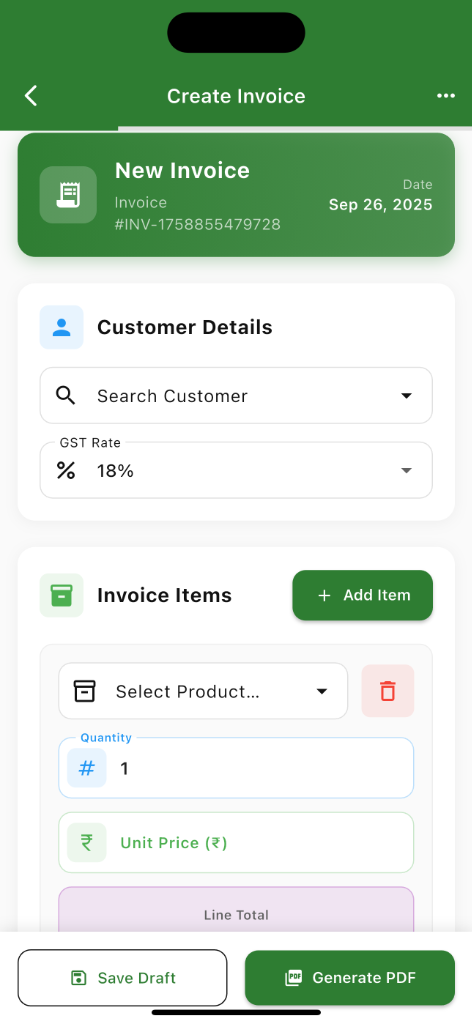 Create Invoice
New Invoice
Invoice
#INV-1758855479728
Date
Sep 26, 2025
Customer Details
Search Customer
GST Rate
18%
Invoice Items
+ Add Item
Select Product...
Quantity
# 1
₹ Unit Price (₹)
Line Total
Save Draft
PDF Generate PDF